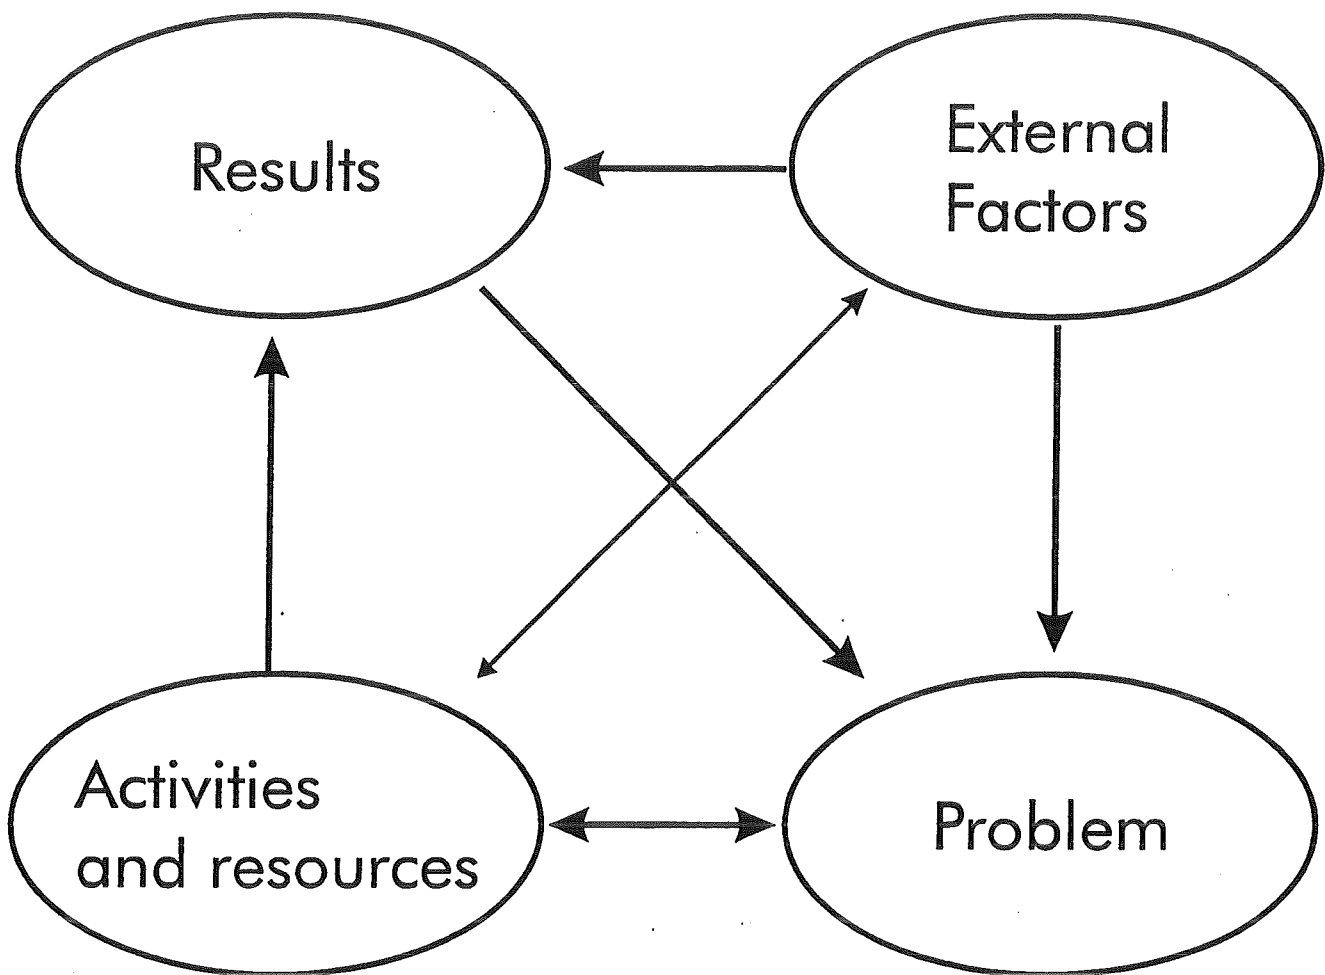 Results
External
Factors
Activities
and resources
Problem